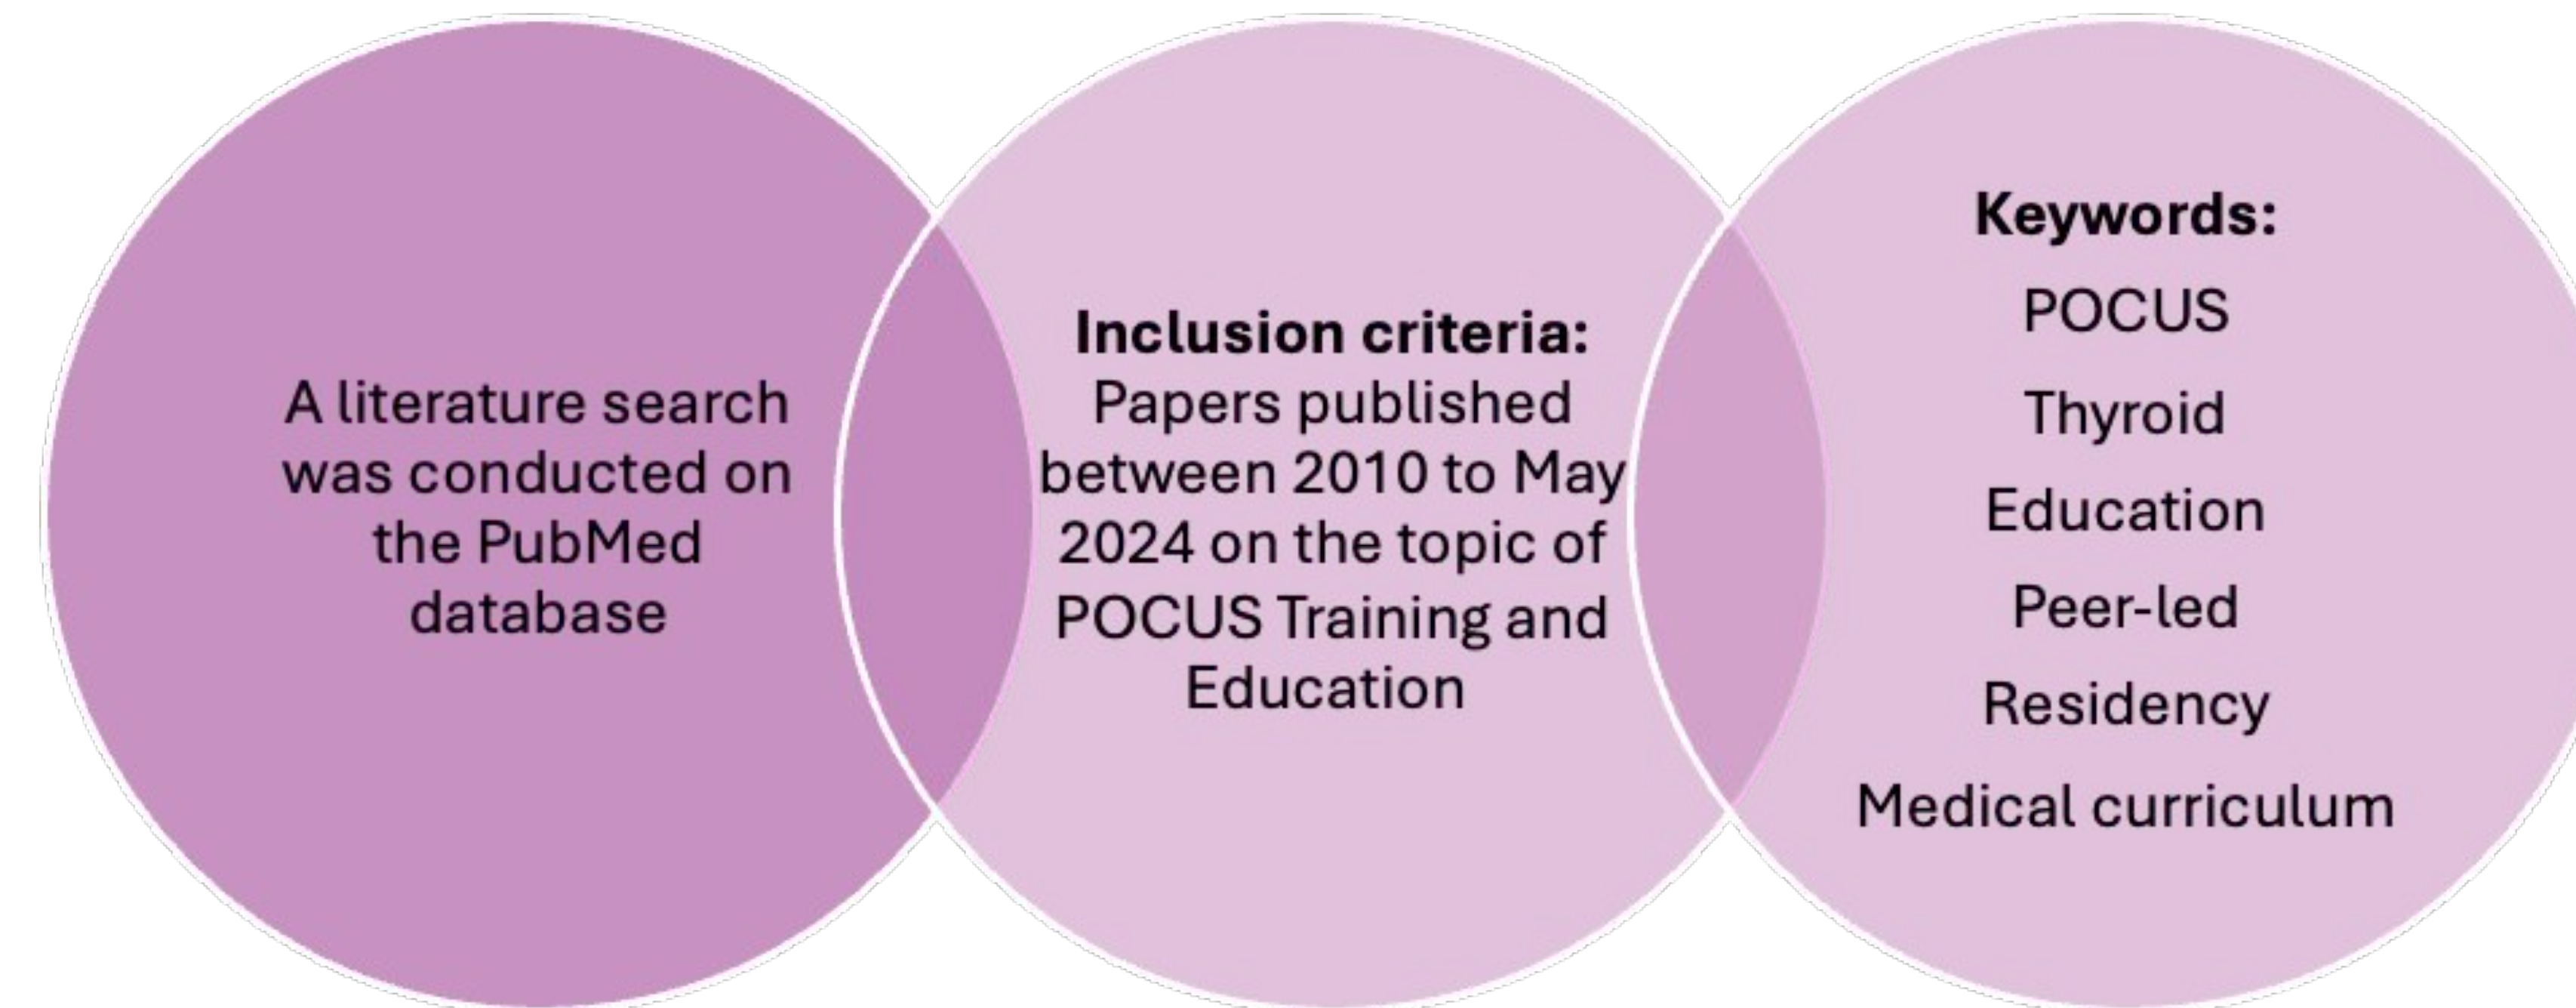 A literature search
was conducted on
the PubMed
database
Inclusion criteria:
Papers published
between 2010 to May
2024 on the topic of
POCUS Training and
Education
Keywords:
POCUS
Thyroid
Education
Peer-led
Residency
Medical curriculum